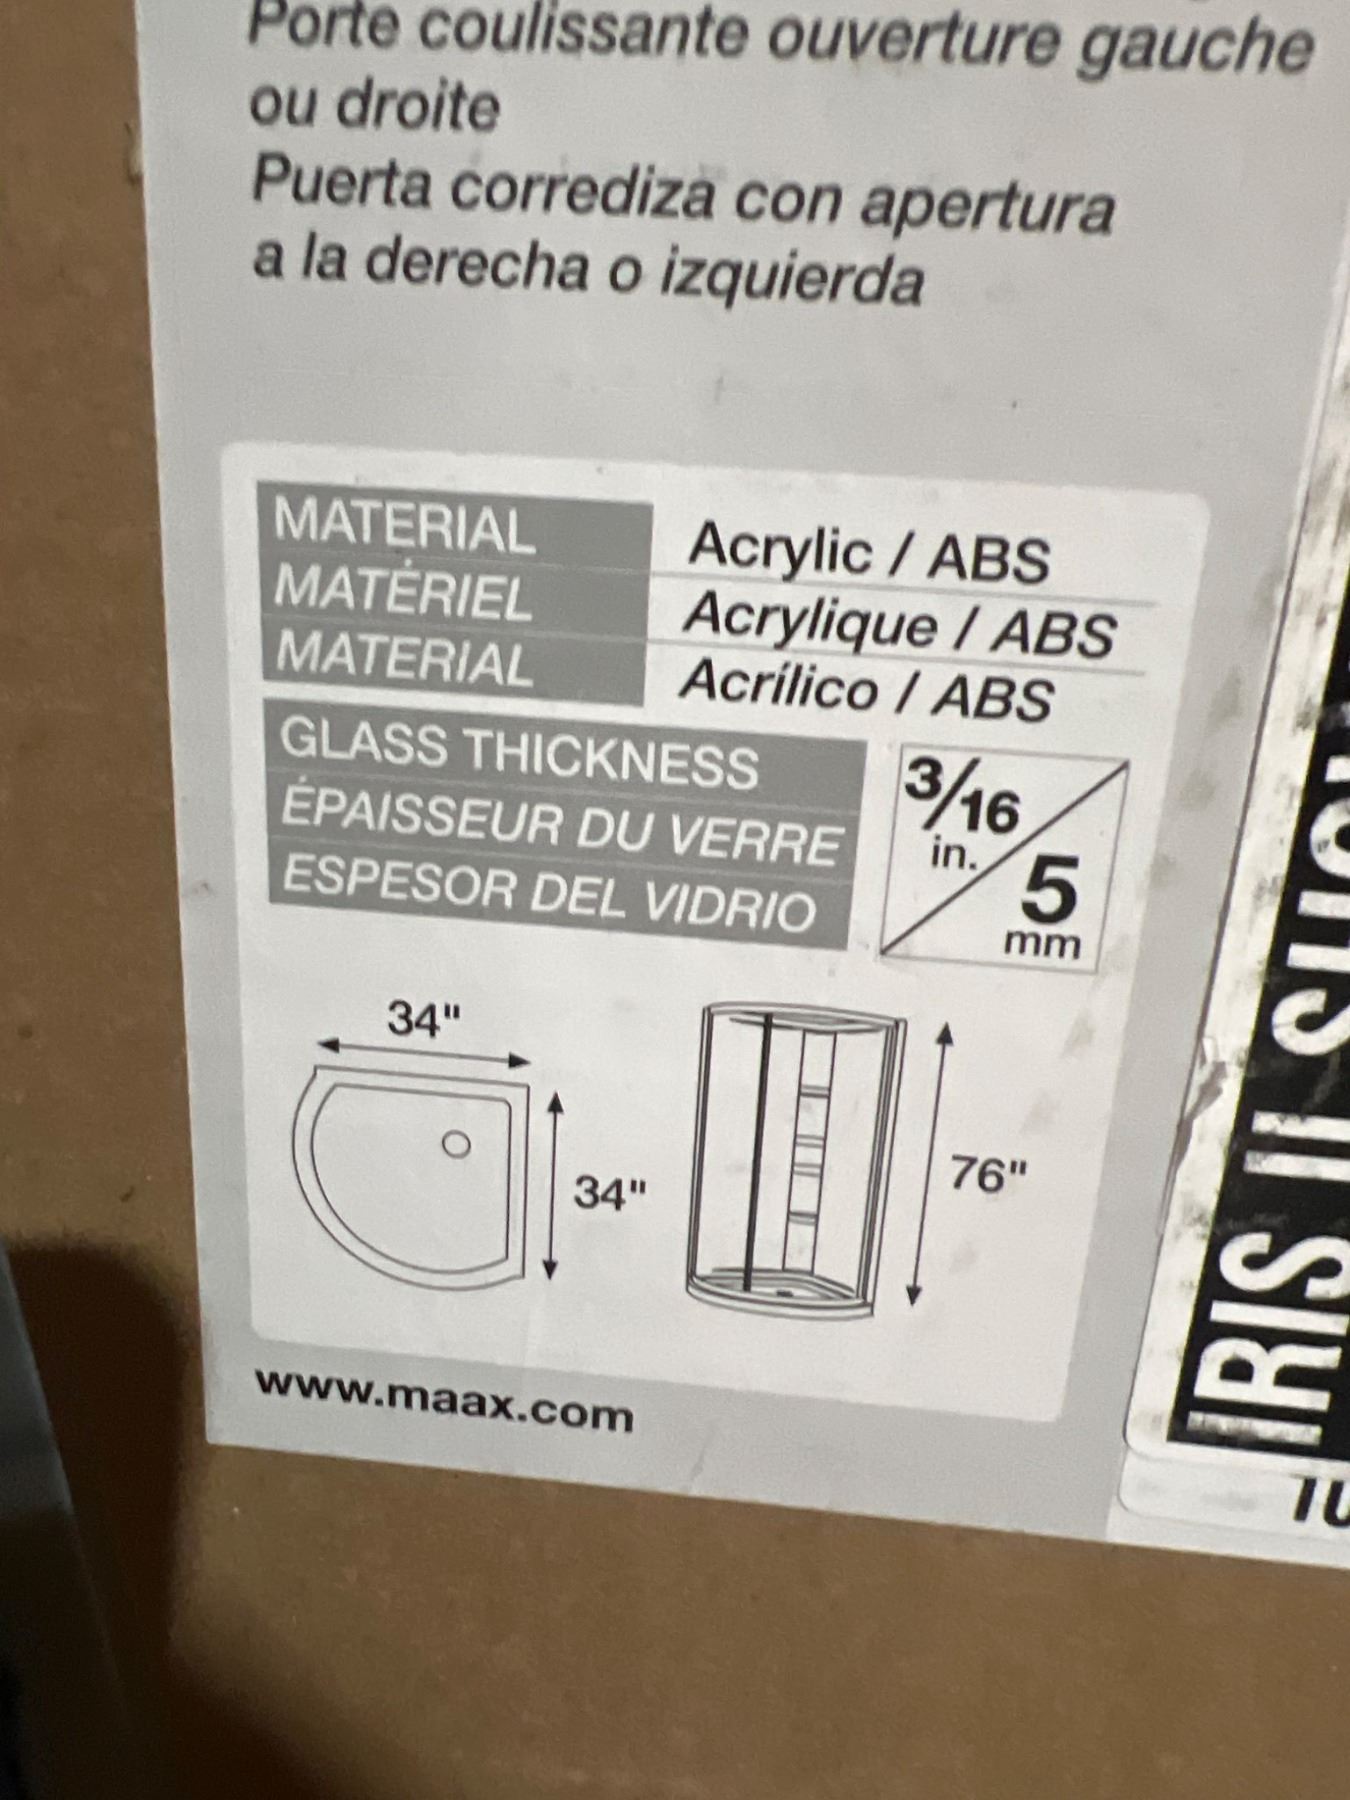 Porte coulissante ouverture gauche
ou droite
Puerta corrediza con apertura
a la derecha o izquierda
MATERIAL Acrylic / ABS
MATÉRIEL Acrylique / ABS
MATERIAL Acrílico / ABS
GLASS THICKNESS
ÉPAISSEUR DU VERRE
ESPESOR DEL VIDRIO
3/16
in.
5
mm
34"
34"
76"
www.maax.com
IRIS II